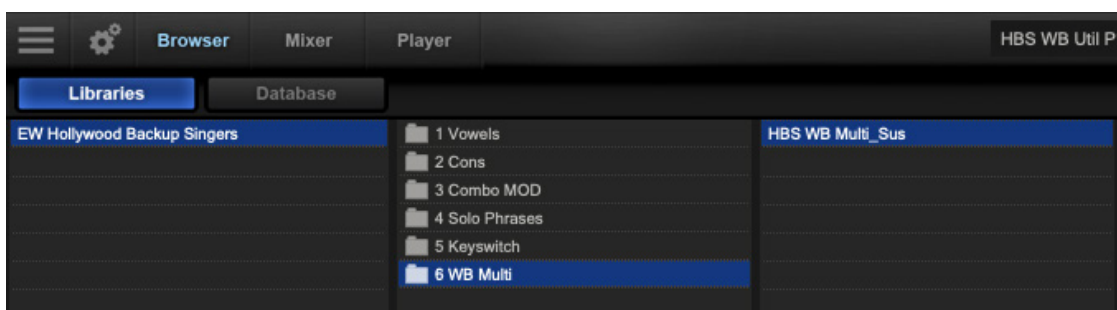 Browser
Mixer
Player
HBS WB Util P
Libraries
Database
EW Hollywood Backup Singers
1 Vowels
2 Cons
3 Combo MOD
4 Solo Phrases
5 Keyswitch
6 WB Multi
HBS WB Multi_Sus